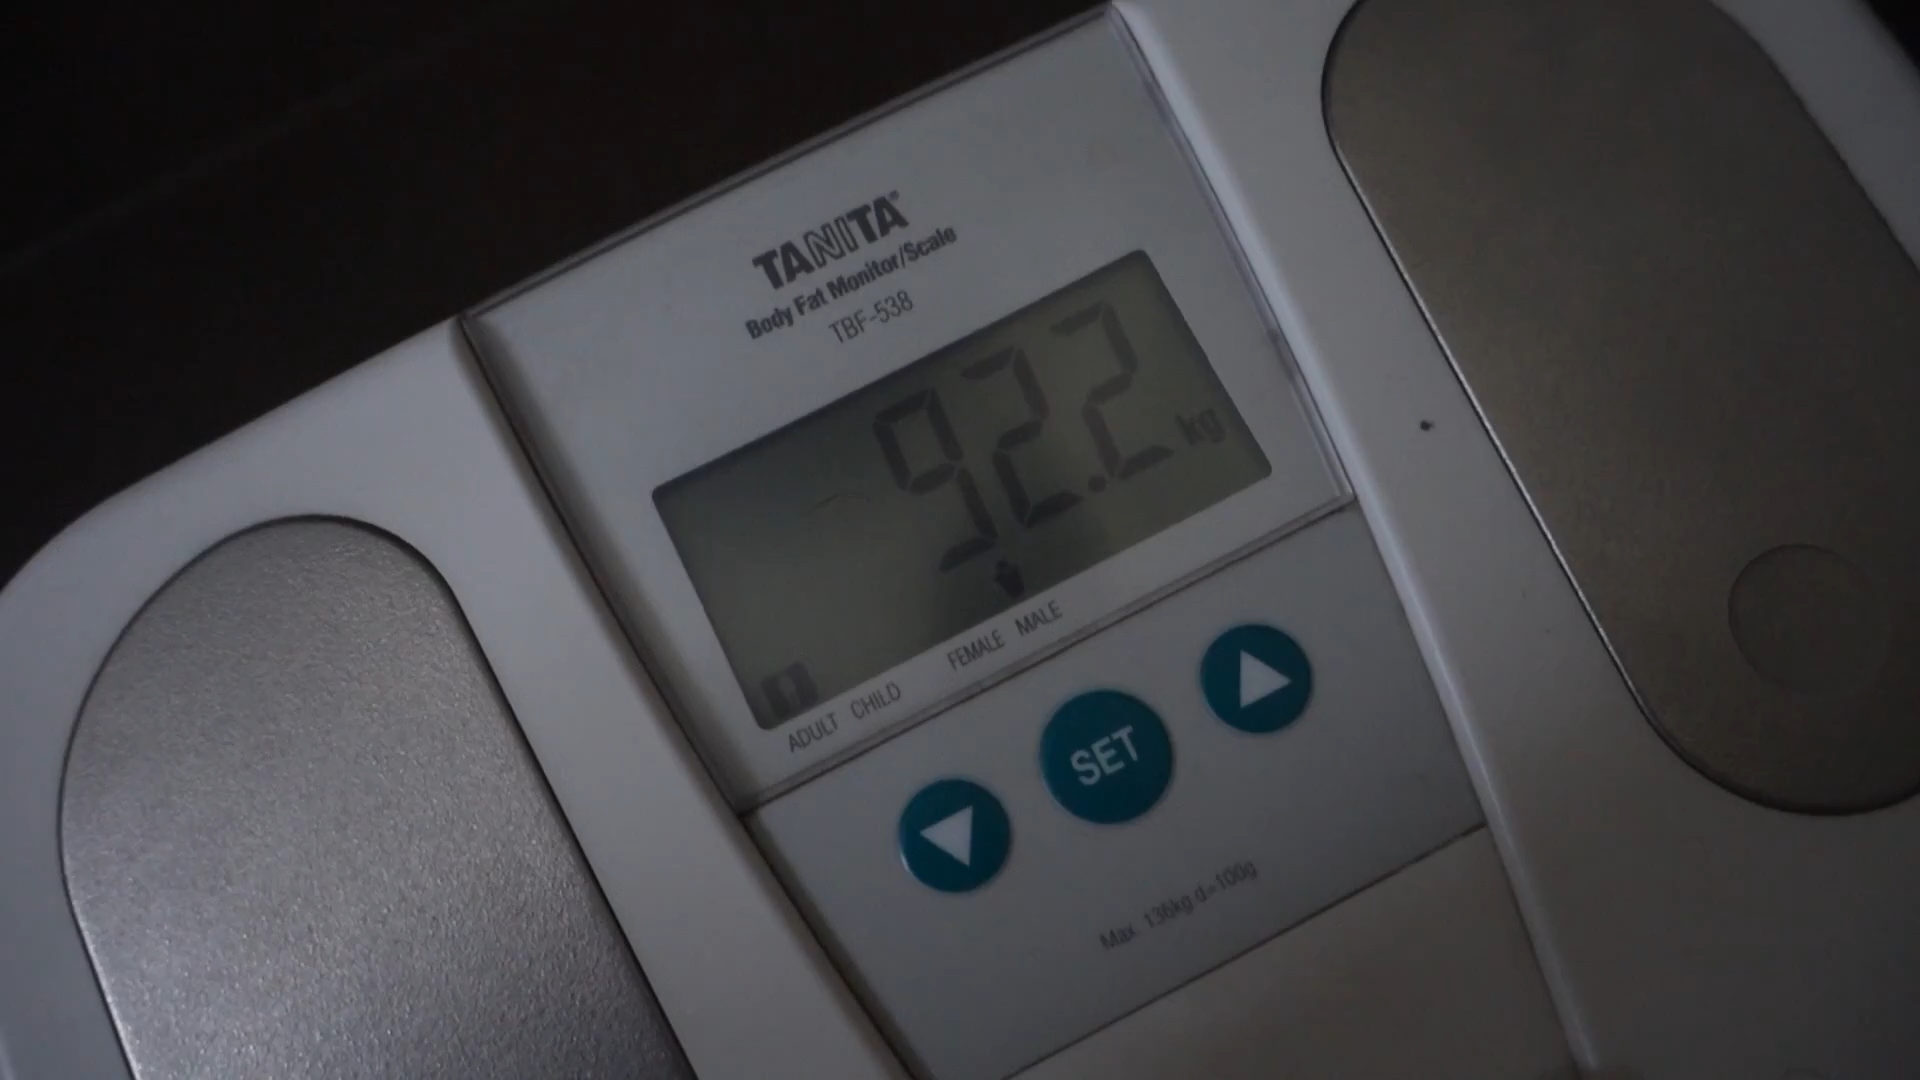 TANITA
Body Fat Monitor/Scale
TBF-538
92.2 kg
ADULT CHILD FEMALE MALE
SET
Max. 136kg d=100g